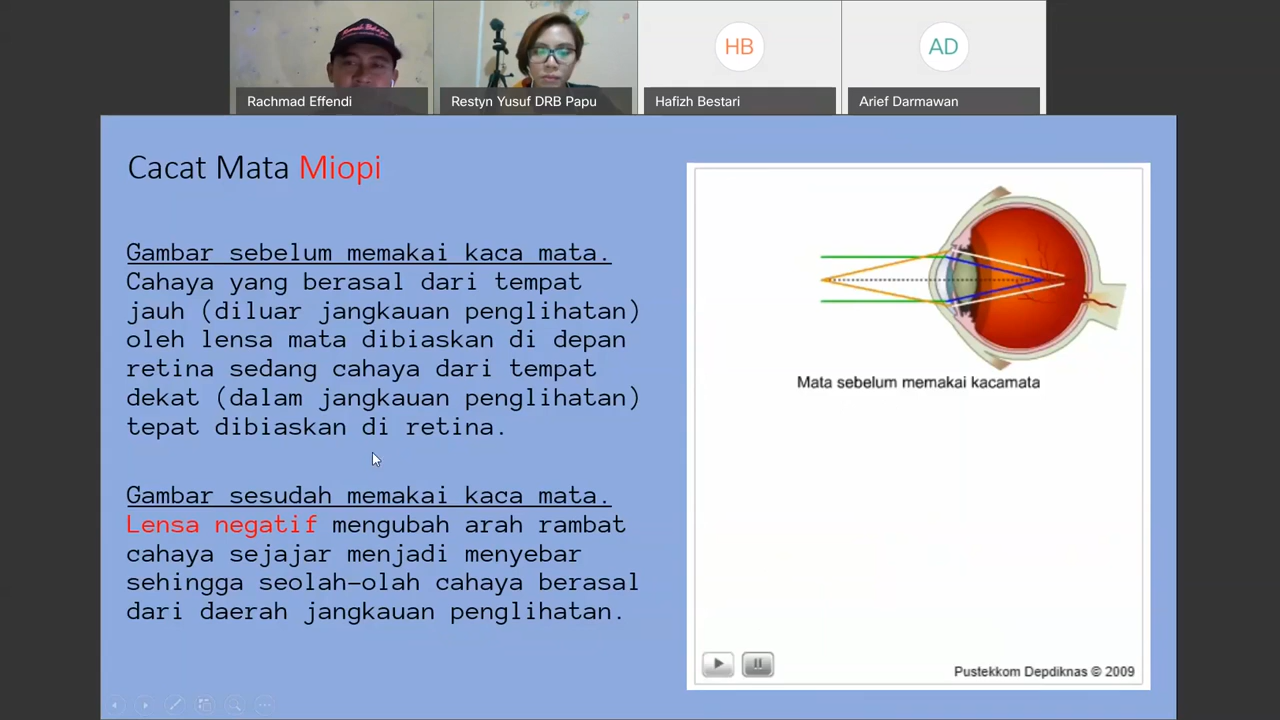 HB
AD
Rachmad Effendi
Restyn Yusuf DRB Papu
Hafizh Bestari
Arief Darmawan
Cacat Mata Miopi
Gambar sebelum memakai kaca mata.
Cahaya yang berasal dari tempat
jauh (diluar jangkauan penglihatan)
oleh lensa mata dibiaskan di depan
retina sedang cahaya dari tempat
dekat (dalam jangkauan penglihatan)
tepat dibiaskan di retina.
Gambar sesudah memakai kaca mata.
Lensa negatif mengubah arah rambat
cahaya sejajar menjadi menyebar
sehingga seolah-olah cahaya berasal
dari daerah jangkauan penglihatan.
Mata sebelum memakai kacamata
Pustekkom Depdiknas © 2009